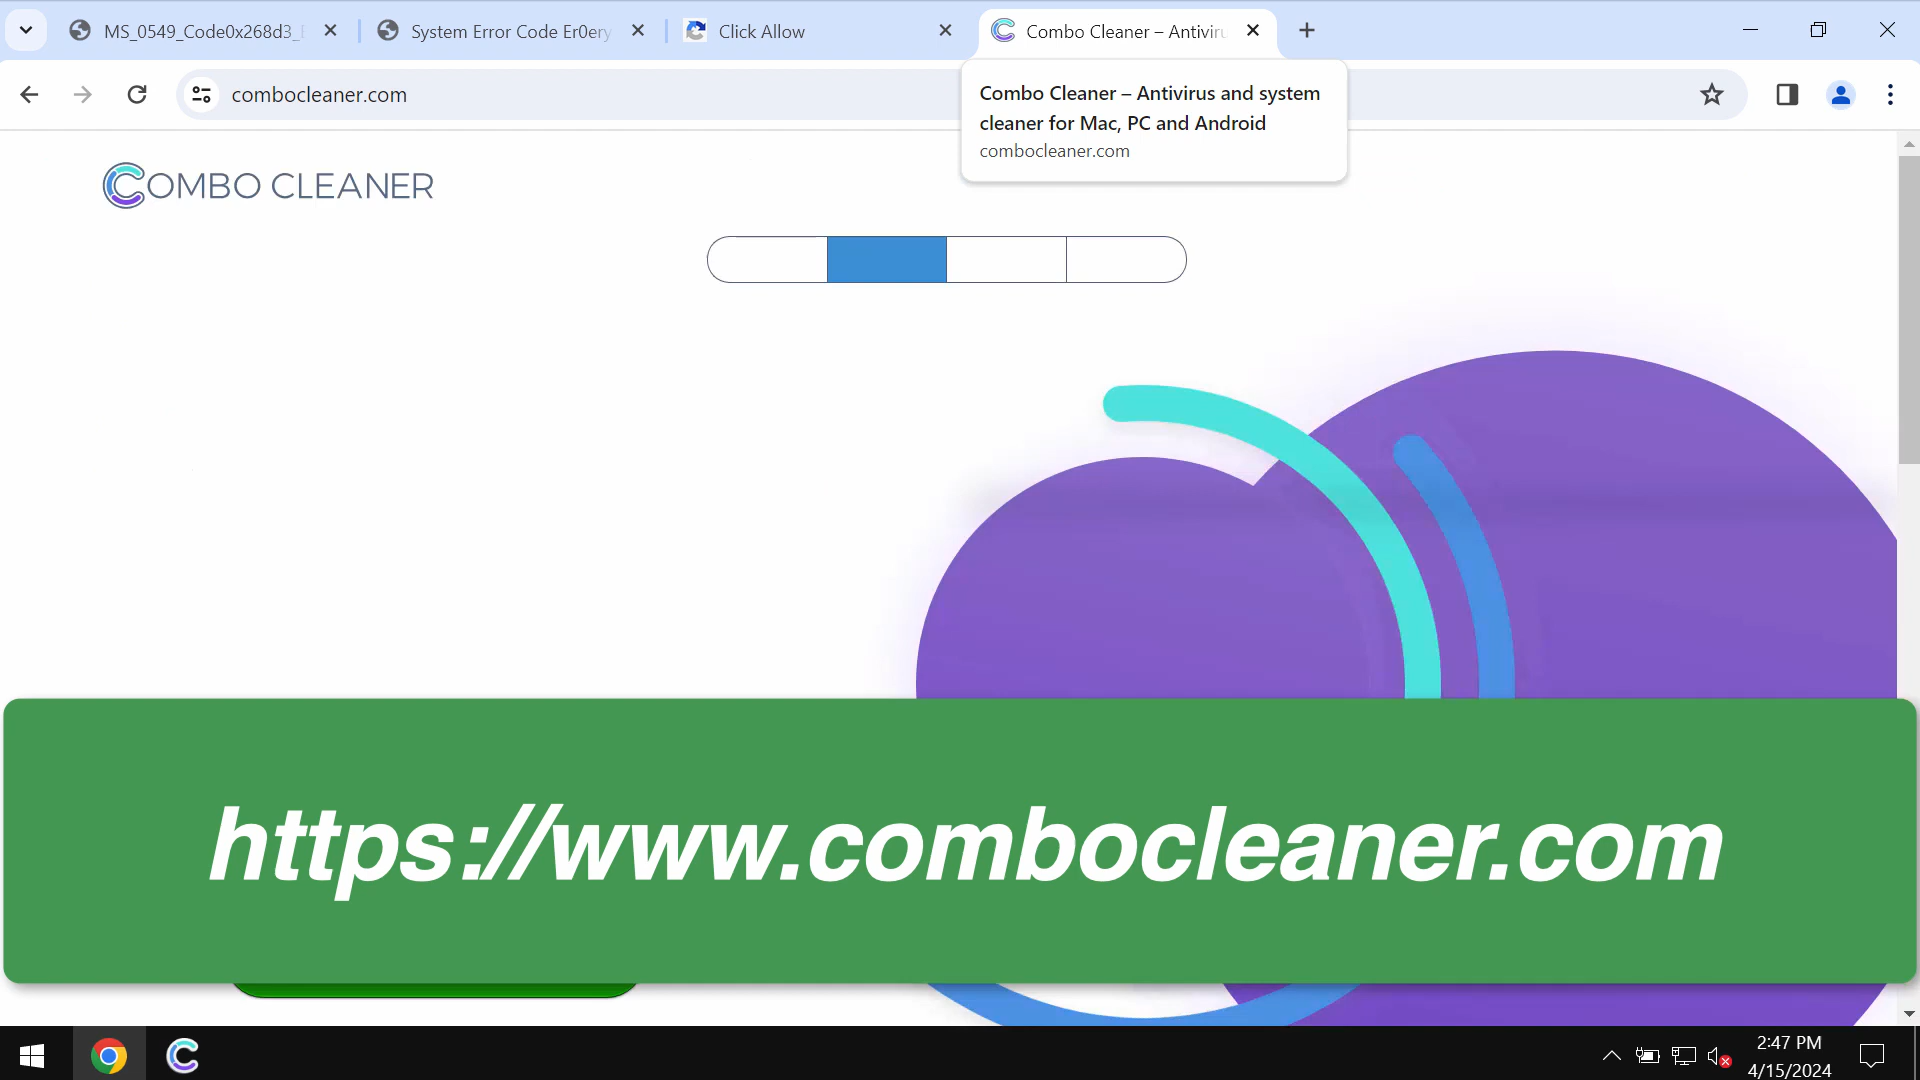 MS_0549_Code0x268d3_
System Error Code Er0ery
Click Allow
Combo Cleaner – Antiviru
combocleaner.com
Combo Cleaner – Antivirus and system
cleaner for Mac, PC and Android
combocleaner.com
COMBO CLEANER
https://www.combocleaner.com
2:47 PM
4/15/2024